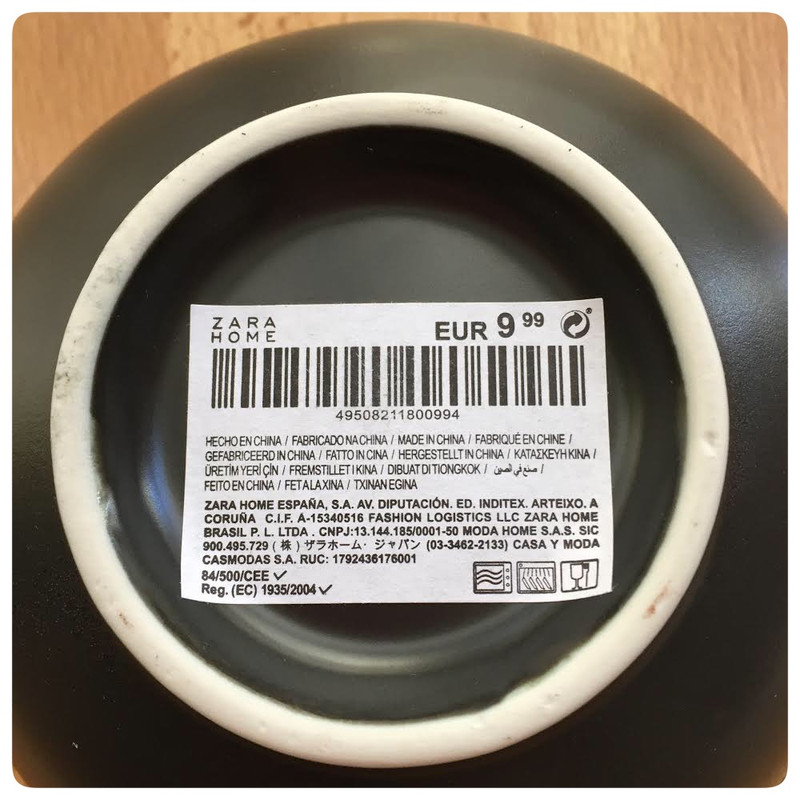 ZARA
HOME
EUR 9 99
49508211800994
HECHO EN CHINA / FABRICADO NA CHINA / MADE IN CHINA / FABRIQUÉ EN CHINE /
GEFABRICEERD IN CHINA / FATTO IN CINA / HERGESTELLT IN CHINA / ΚΑΤΑΣΚΕΥΗ ΚΙΝΑ /
ÜRETİM YERİ ÇİN / FREMSTILLET I KINA / DIBUAT DI TIONGKOK / صنع في الصين /
FEITO EN CHINA / FET A LA XINA / TXINAN EGINA
ZARA HOME ESPAÑA, S.A. AV. DIPUTACIÓN. ED. INDITEX. ARTEIXO. A
CORUÑA C.I.F. A-15340516 FASHION LOGISTICS LLC ZARA HOME
BRASIL P. L. LTDA . CNPJ:13.144.185/0001-50 MODA HOME S.A.S. SIC
900.495.729 ( 株 ) ザラホーム・ ジャパン (03-3462-2133) CASA Y MODA
CASMODAS S.A. RUC: 1792436176001
84/500/CEE ✓
Reg. (EC) 1935/2004 ✓